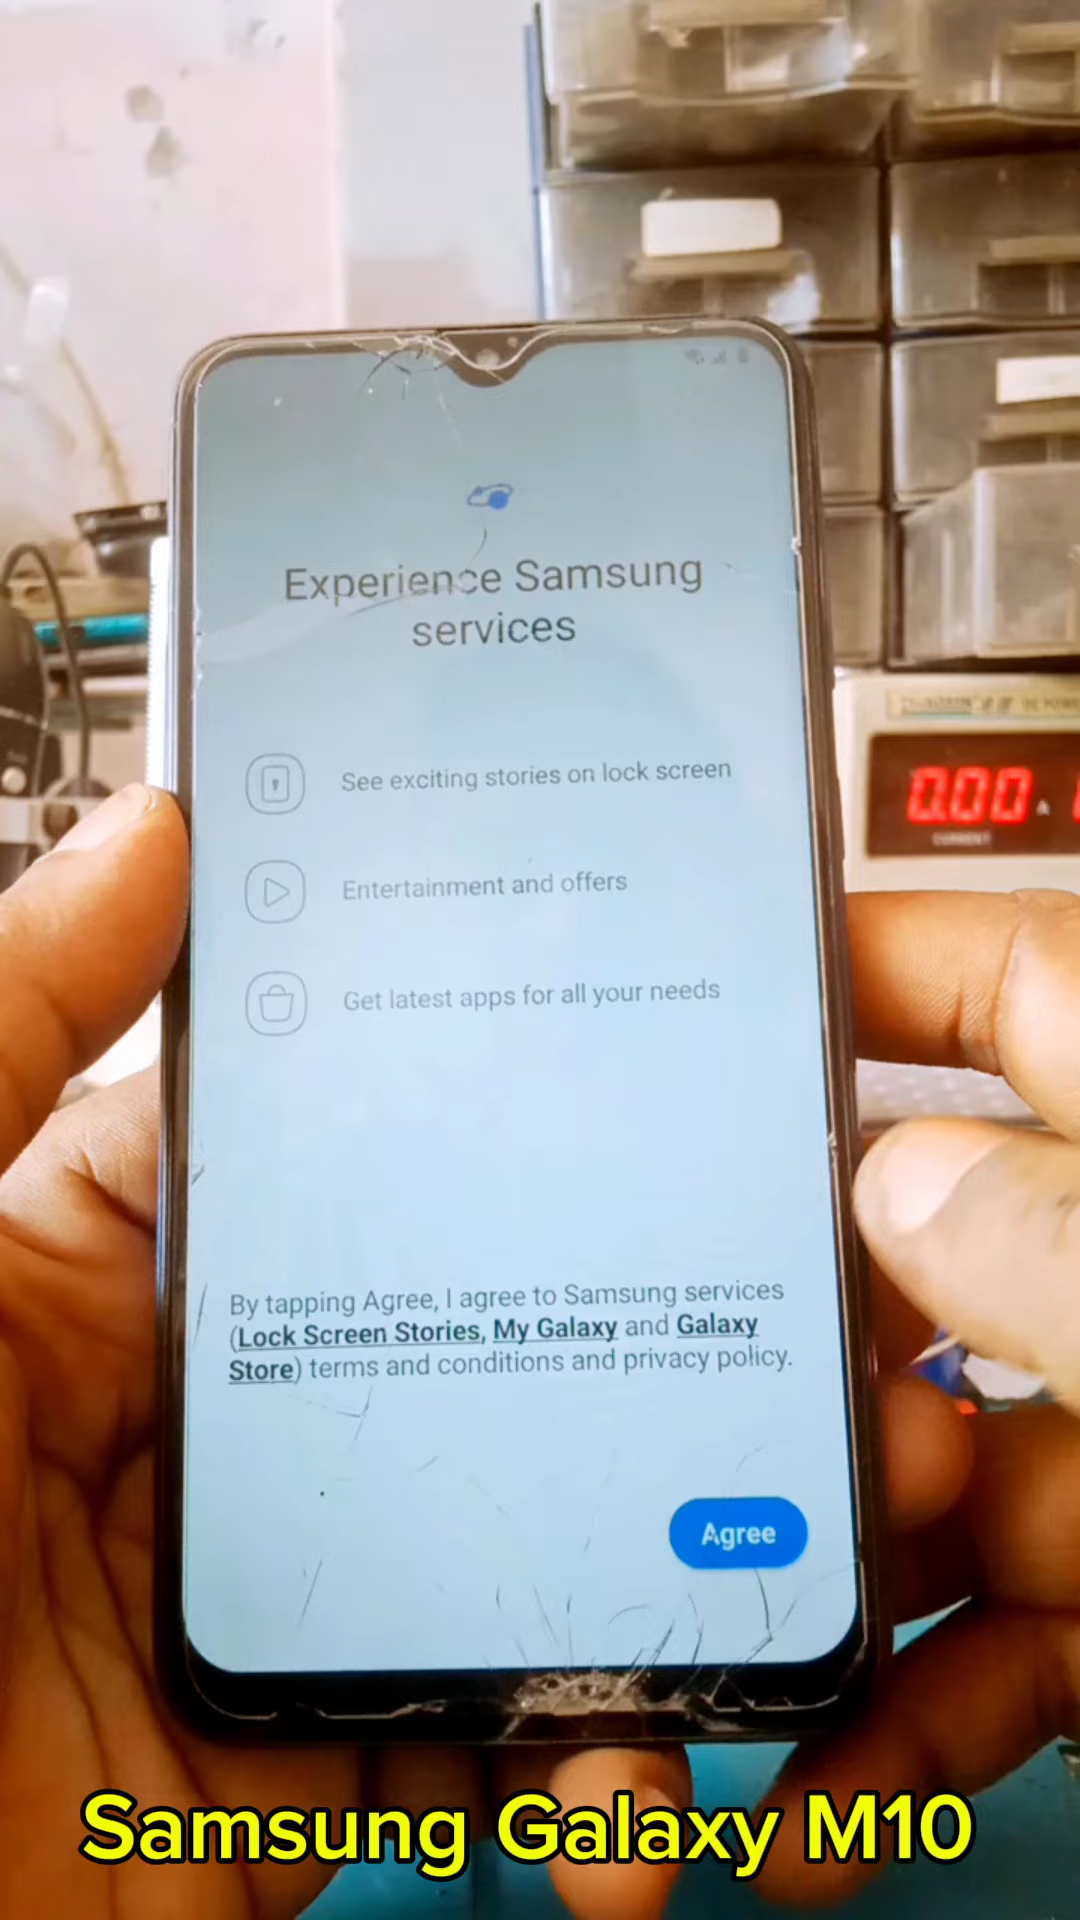 Experience Samsung
services
See exciting stories on lock screen
0.00 A
CURRENT
Entertainment and offers
Get latest apps for all your needs
By tapping Agree, I agree to Samsung services
(Lock Screen Stories, My Galaxy and Galaxy
Store) terms and conditions and privacy policy.
Agree
Samsung Galaxy M10